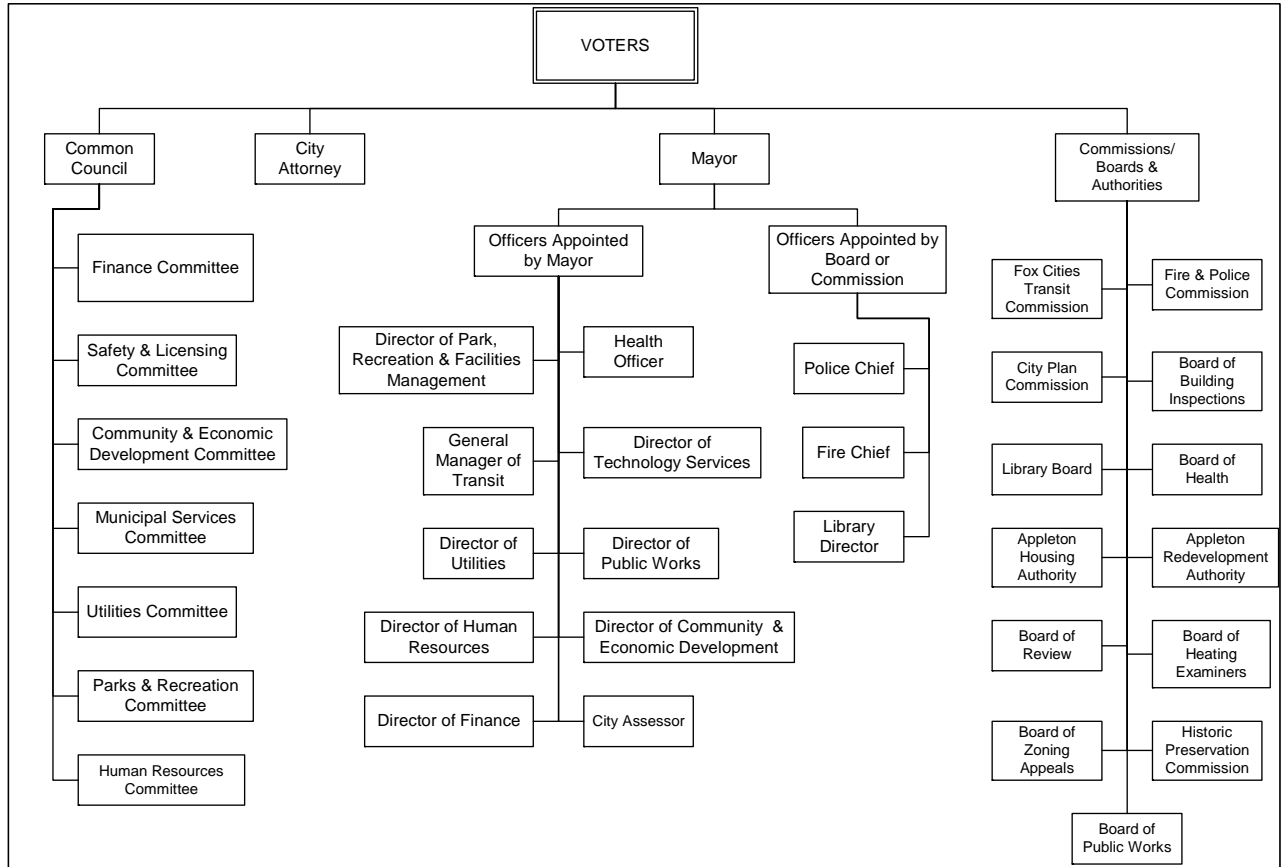 VOTERS
Common
Council
City
Attorney
Mayor
Commissions/
Boards &
Authorities
Finance Committee
Safety & Licensing
Committee
Community & Economic
Development Committee
Municipal Services
Committee
Utilities Committee
Parks & Recreation
Committee
Human Resources
Committee
Officers Appointed
by Mayor
Director of Park,
Recreation & Facilities
Management
Health
Officer
General
Manager of
Transit
Director of
Technology Services
Director of
Utilities
Director of
Public Works
Director of Human
Resources
Director of Community &
Economic Development
Director of Finance
City Assessor
Officers Appointed by
Board or
Commission
Police Chief
Fire Chief
Library
Director
Fox Cities
Transit
Commission
Fire & Police
Commission
City Plan
Commission
Board of
Building
Inspections
Library Board
Board of
Health
Appleton
Housing
Authority
Appleton
Redevelopment
Authority
Board of
Review
Board of
Heating
Examiners
Board of
Zoning
Appeals
Historic
Preservation
Commission
Board of
Public Works